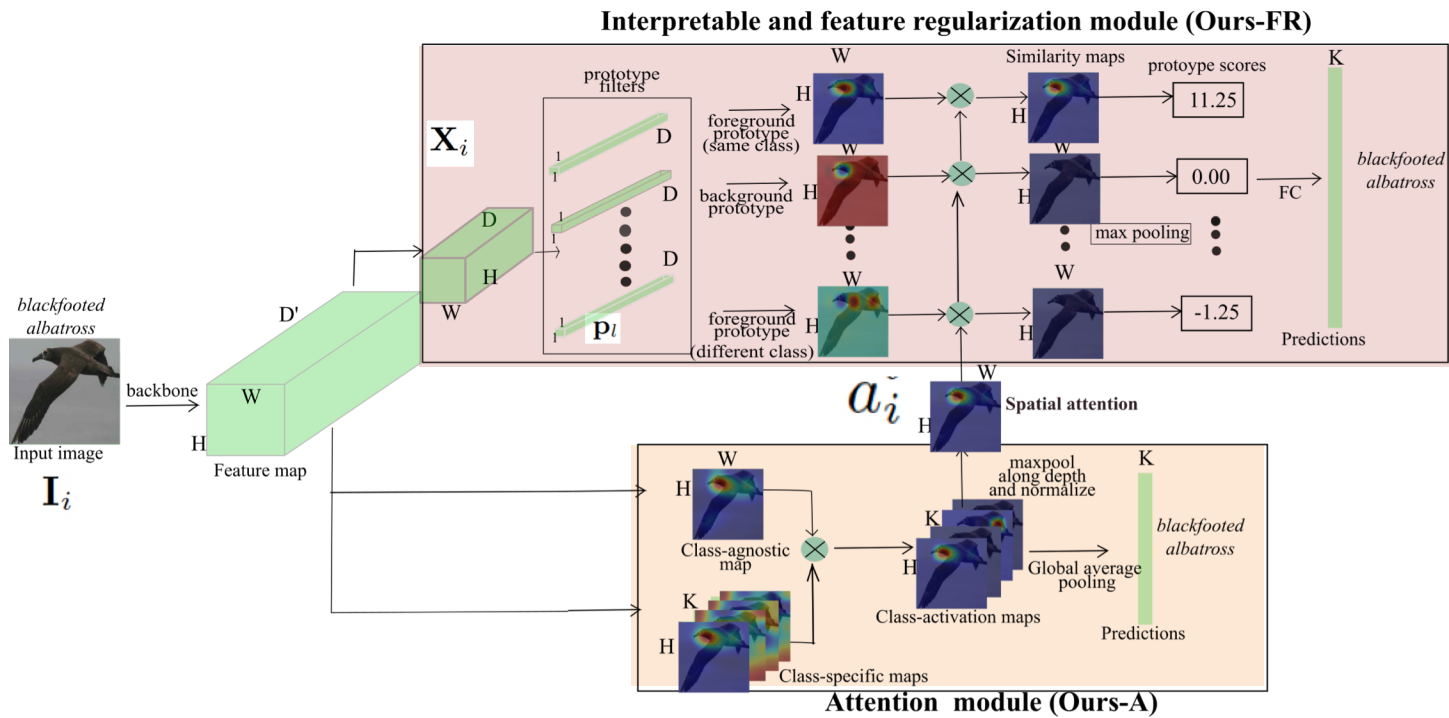 Interpretable and feature regularization module (Ours-FR)
prototype
filters
X_i
D
H
W
D
1
1
D
1
1
D
1
1
p_l
foreground
prototype
(same class)
background
prototype
foreground
prototype
(different class)
W
H
W
H
W
H
Similarity maps
H
W
H
W
H
protoype scores
11.25
0.00
max pooling
-1.25
FC
K
blackfooted
albatross
Predictions
blackfooted
albatross
Input image
I_i
backbone
D'
W
H
Feature map
a_i
W
H
Spatial attention
W
H
Class-agnostic
map
K
H
Class-specific maps
maxpool
along depth
and normalize
K
H
Class-activation maps
Global average
pooling
K
blackfooted
albatross
Predictions
Attention module (Ours-A)